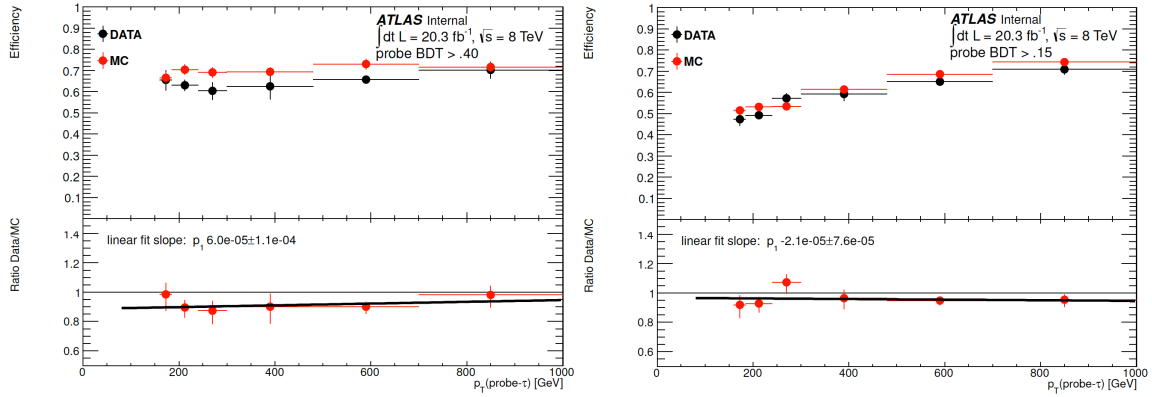 Efficiency
DATA
MC
ATLAS Internal
∫dt L = 20.3 fb⁻¹, √s = 8 TeV
probe BDT > .40
0.9
0.8
0.7
0.6
0.5
0.4
0.3
0.2
0.1
Ratio Data/MC
linear fit slope: p₁ 6.0e-05±1.1e-04
1.4
1.2
1
0.8
0.6
0 200 400 600 800 1000
p_T(probe-τ) [GeV]
Efficiency
DATA
MC
ATLAS Internal
∫dt L = 20.3 fb⁻¹, √s = 8 TeV
probe BDT > .15
1
0.9
0.8
0.7
0.6
0.5
0.4
0.3
0.2
0.1
Ratio Data/MC
linear fit slope: p₁ -2.1e-05±7.6e-05
1.4
1.2
1
0.8
0.6
0 200 400 600 800 1000
p_T(probe-τ) [GeV]